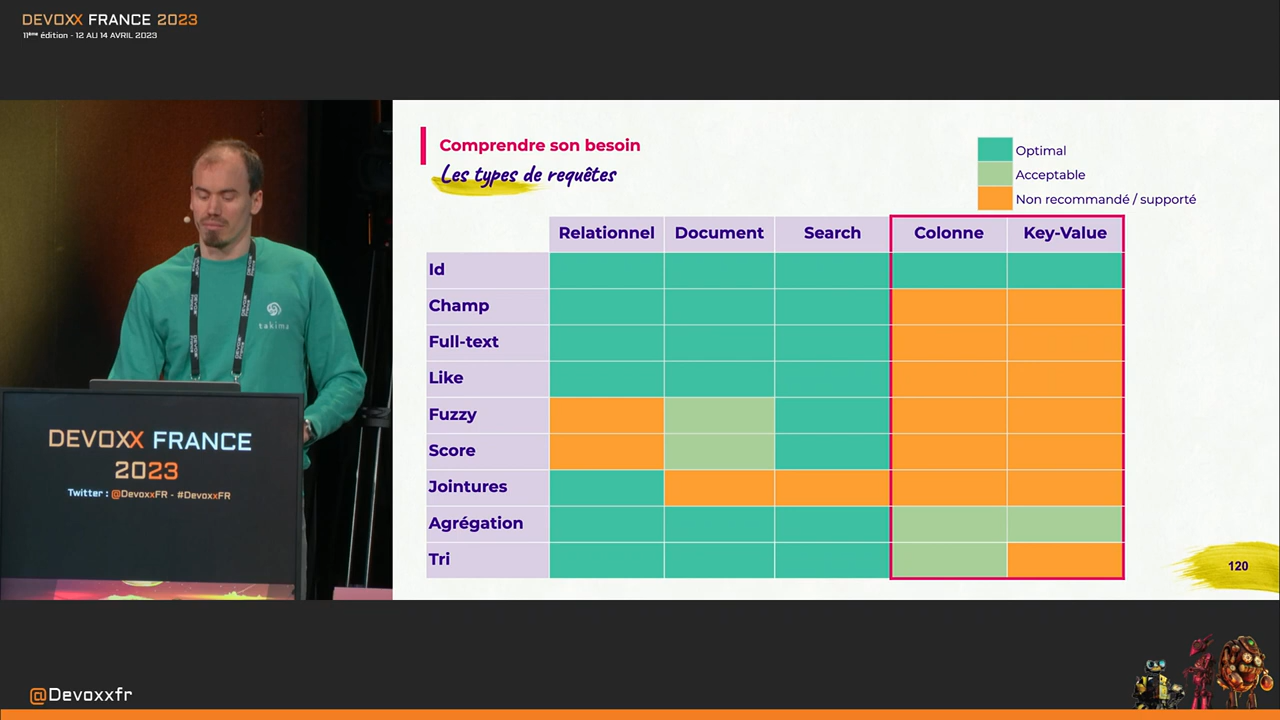 DEVOXX FRANCE 2023
11ème édition - 12 AU 14 AVRIL 2023
Comprendre son besoin
Les types de requêtes
Optimal
Acceptable
Non recommandé / supporté
Relationnel Document Search Colonne Key-Value
Id
Champ
Full-text
Like
Fuzzy
Score
Jointures
Agrégation
Tri
120
takima
DEVOXX FRANCE
2023
Twitter : @DevoxxFR - #DevoxxFR
@Devoxxfr